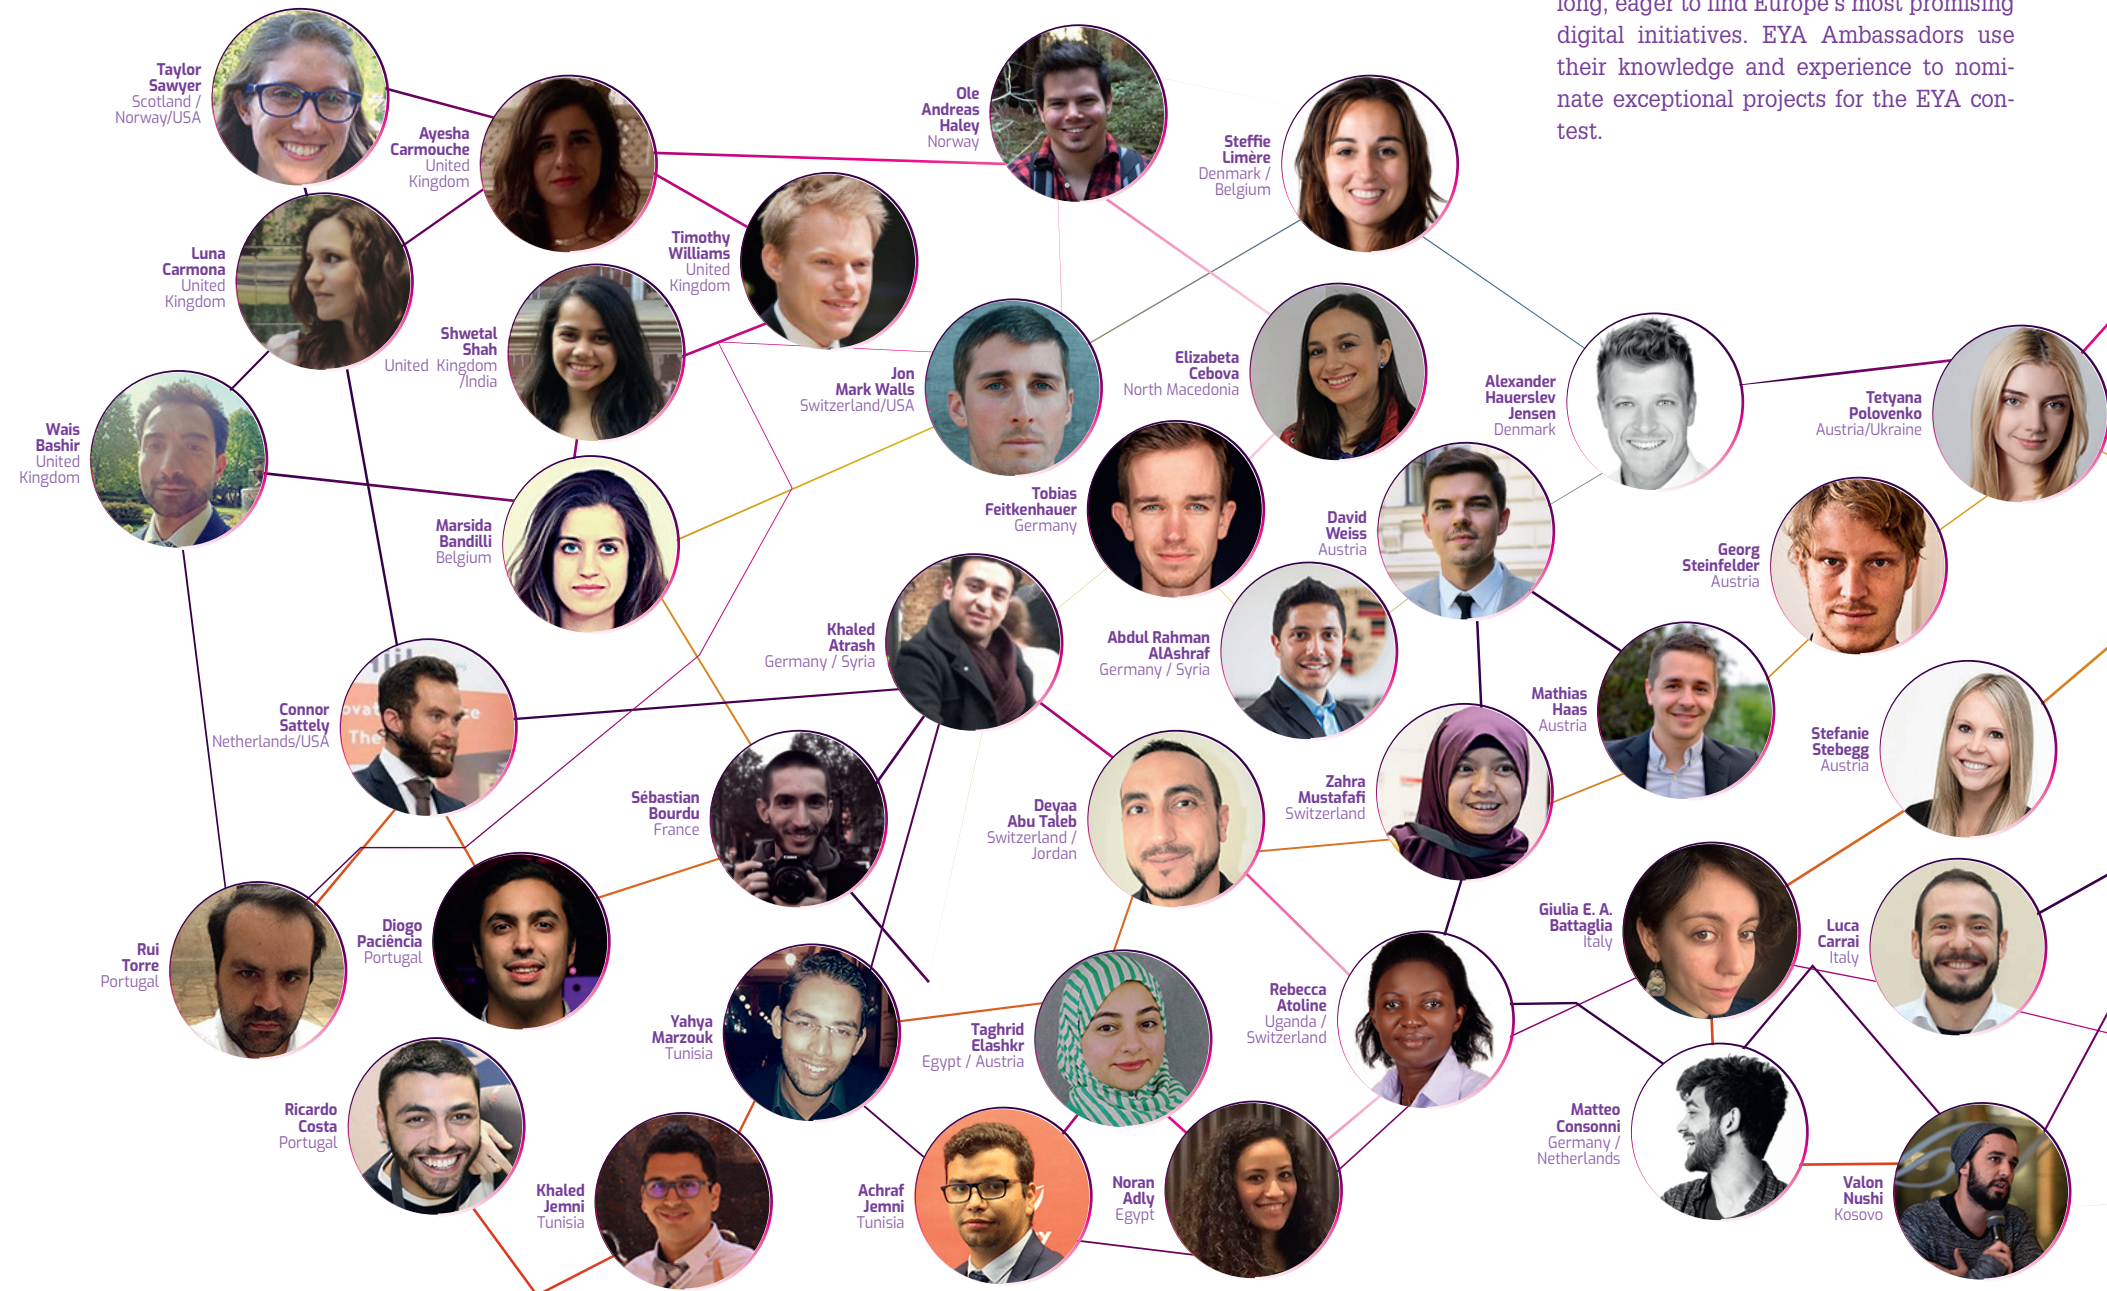 long, eager to find Europe's most promising
digital initiatives. EYA Ambassadors use
their knowledge and experience to nomi-
nate exceptional projects for the EYA con-
test.
Taylor
Sawyer
Scotland /
Norway/USA
Ayesha
Carmouche
United
Kingdom
Ole
Andreas
Haley
Norway
Steffie
Limère
Denmark /
Belgium
Luna
Carmona
United
Kingdom
Timothy
Williams
United
Kingdom
Shwetal
Shah
United Kingdom
/India
Jon
Mark Walls
Switzerland/USA
Elizabeta
Cebova
North Macedonia
Alexander
Hauerslev
Jensen
Denmark
Tetyana
Polovenko
Austria/Ukraine
Wais
Bashir
United
Kingdom
Marsida
Bandilli
Belgium
Tobias
Feitkenhauer
Germany
David
Weiss
Austria
Georg
Steinfelder
Austria
Khaled
Atrash
Germany / Syria
Abdul Rahman
AlAshraf
Germany / Syria
Connor
Sattely
Netherlands/USA
Mathias
Haas
Austria
Stefanie
Stebegg
Austria
Sébastian
Bourdu
France
Deyaa
Abu Taleb
Switzerland /
Jordan
Zahra
Mustafafi
Switzerland
Rui
Torre
Portugal
Diogo
Paciência
Portugal
Giulia E. A.
Battaglia
Italy
Luca
Carrai
Italy
Yahya
Marzouk
Tunisia
Taghrid
Elashkr
Egypt / Austria
Rebecca
Atoline
Uganda /
Switzerland
Ricardo
Costa
Portugal
Matteo
Consonni
Germany /
Netherlands
Khaled
Jemni
Tunisia
Achraf
Jemni
Tunisia
Noran
Adly
Egypt
Valon
Nushi
Kosovo